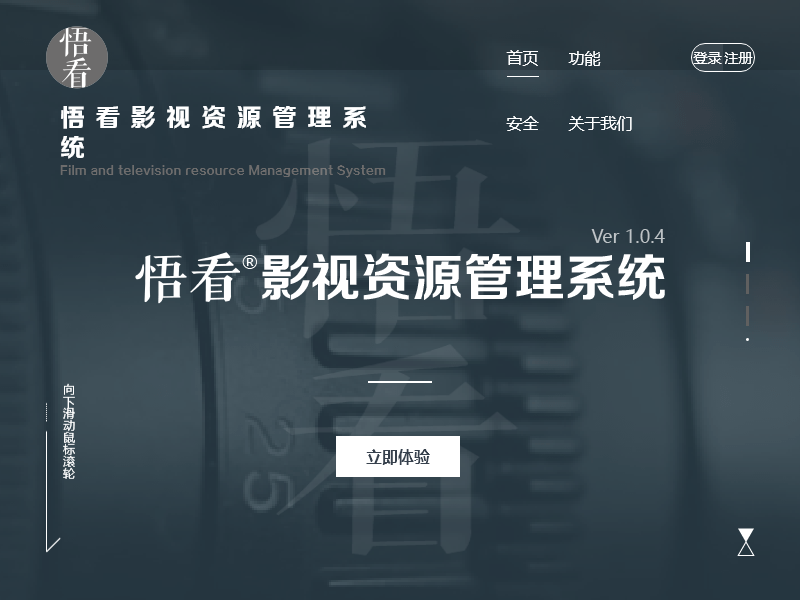 悟看
首页 功能
登录 注册
悟看影视资源管理系
统
安全 关于我们
Film and television resource Management System
悟看
Ver 1.0.4
悟看®影视资源管理系统
向下滑动鼠标滚轮
立即体验
25